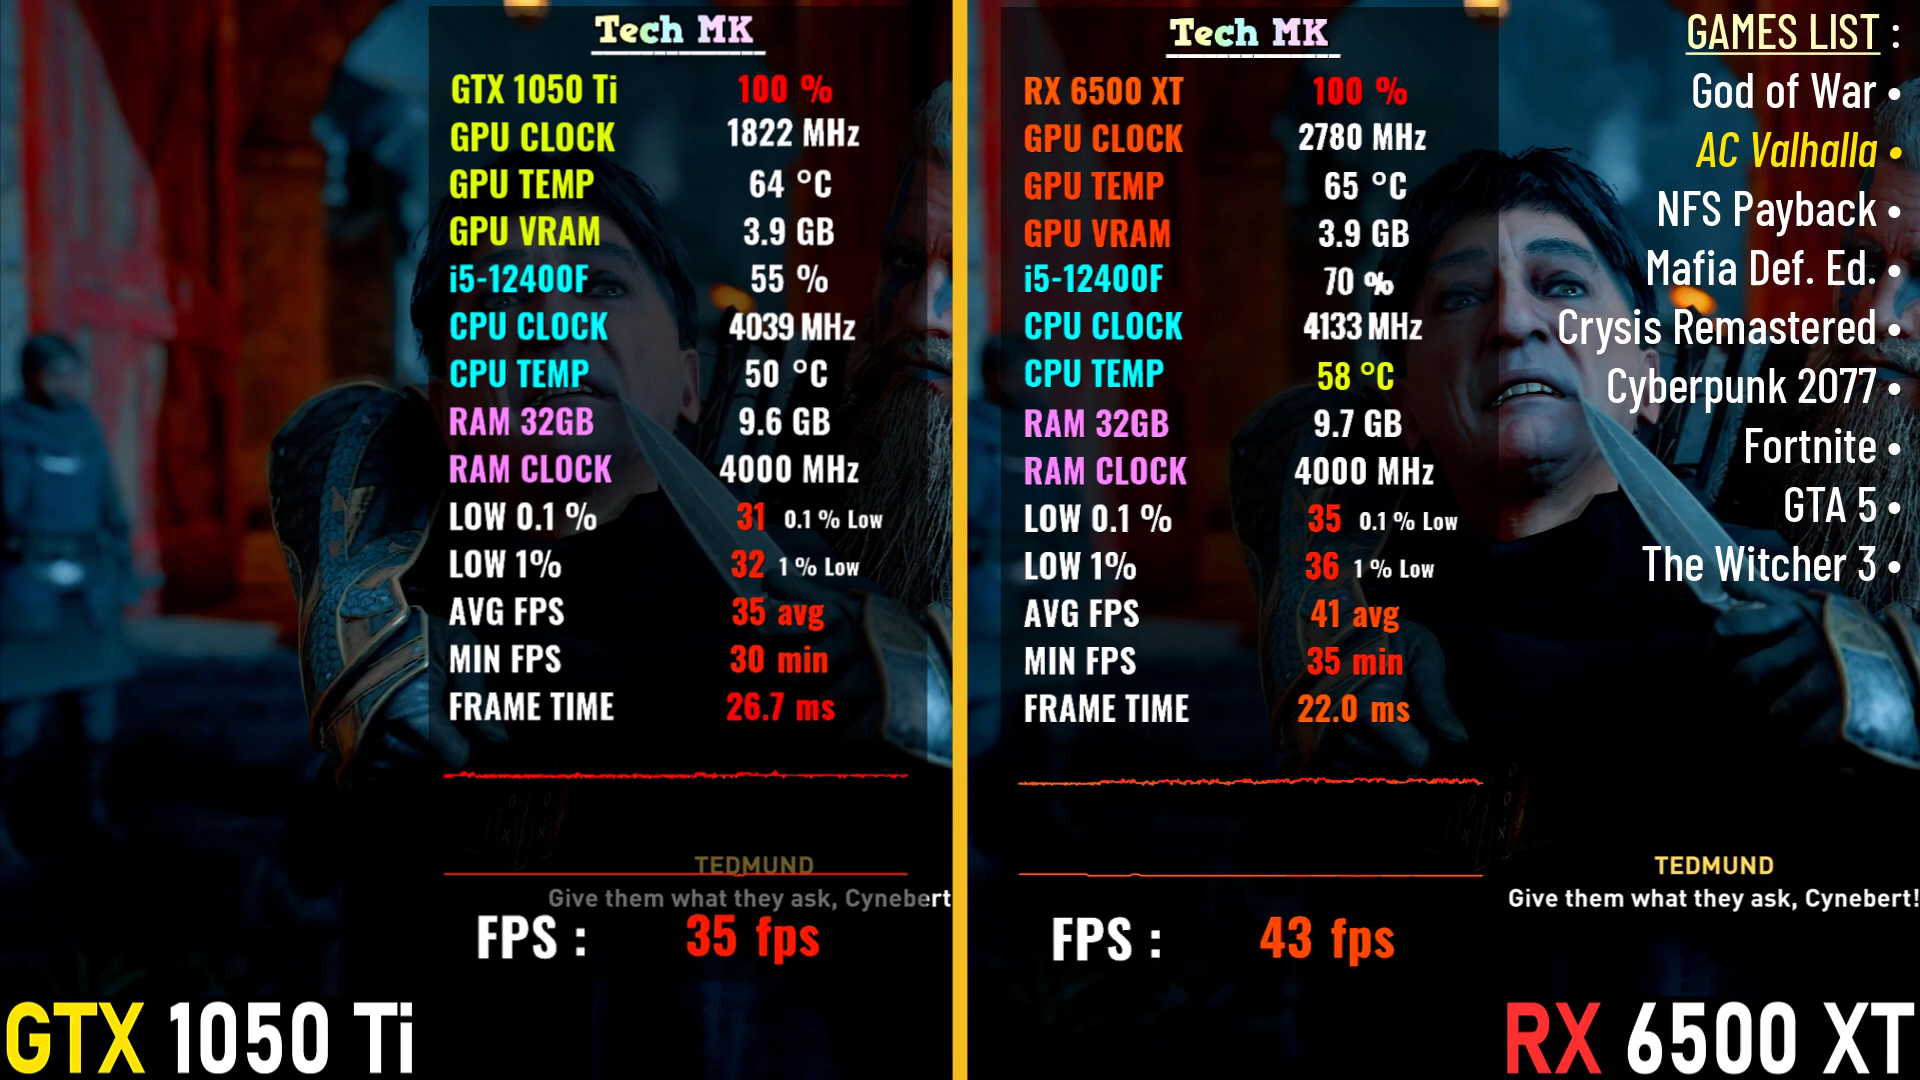 Tech MK
GTX 1050 Ti 100 %
GPU CLOCK 1822 MHz
GPU TEMP 64 °C
GPU VRAM 3.9 GB
i5-12400F 55 %
CPU CLOCK 4039 MHz
CPU TEMP 50 °C
RAM 32GB 9.6 GB
RAM CLOCK 4000 MHz
LOW 0.1 % 31 0.1 % Low
LOW 1% 32 1 % Low
AVG FPS 35 avg
MIN FPS 30 min
FRAME TIME 26.7 ms
TEDMUND
Give them what they ask, Cynebert
FPS : 35 fps
GTX 1050 Ti
Tech MK
RX 6500 XT 100 %
GPU CLOCK 2780 MHz
GPU TEMP 65 °C
GPU VRAM 3.9 GB
i5-12400F 70 %
CPU CLOCK 4133 MHz
CPU TEMP 58 °C
RAM 32GB 9.7 GB
RAM CLOCK 4000 MHz
LOW 0.1 % 35 0.1 % Low
LOW 1% 36 1 % Low
AVG FPS 41 avg
MIN FPS 35 min
FRAME TIME 22.0 ms
FPS : 43 fps
GAMES LIST :
God of War •
AC Valhalla •
NFS Payback •
Mafia Def. Ed. •
Crysis Remastered •
Cyberpunk 2077 •
Fortnite •
GTA 5 •
The Witcher 3 •
TEDMUND
Give them what they ask, Cynebert!
RX 6500 XT